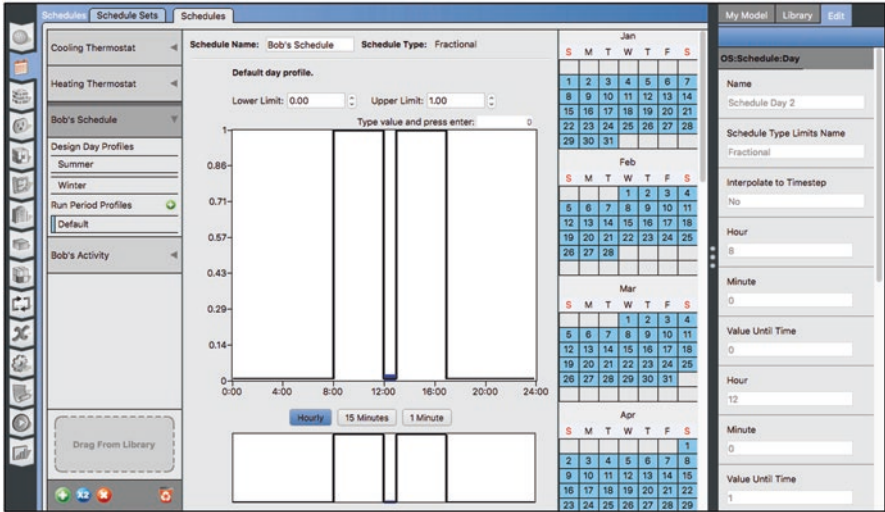 Schedules Schedule Sets Schedules
My Model Library Edit
Cooling Thermostat
Heating Thermostat
Bob's Schedule
Design Day Profiles
Summer
Winter
Run Period Profiles
Default
Bob's Activity
Drag From Library
x2
Schedule Name: Bob's Schedule Schedule Type: Fractional
Default day profile.
Lower Limit: 0.00 Upper Limit: 1.00
Type value and press enter: 0
1
0.86
0.71
0.57
0.43
0.29
0.14
0
0:00 4:00 8:00 12:00 16:00 20:00 24:00
Hourly 15 Minutes 1 Minute
Jan
S M T W T F S
1 2 3 4 5 6 7
8 9 10 11 12 13 14
15 16 17 18 19 20 21
22 23 24 25 26 27 28
29 30 31
Feb
S M T W T F S
1 2 3 4
5 6 7 8 9 10 11
12 13 14 15 16 17 18
19 20 21 22 23 24 25
26 27 28
Mar
S M T W T F S
1 2 3 4
5 6 7 8 9 10 11
12 13 14 15 16 17 18
19 20 21 22 23 24 25
26 27 28 29 30 31
Apr
S M T W T F S
1
2 3 4 5 6 7 8
9 10 11 12 13 14 15
16 17 18 19 20 21 22
23 24 25 26 27 28 29
OS:Schedule:Day
Name
Schedule Day 2
Schedule Type Limits Name
Fractional
Interpolate to Timestep
No
Hour
8
Minute
0
Value Until Time
0
Hour
12
Minute
0
Value Until Time
1